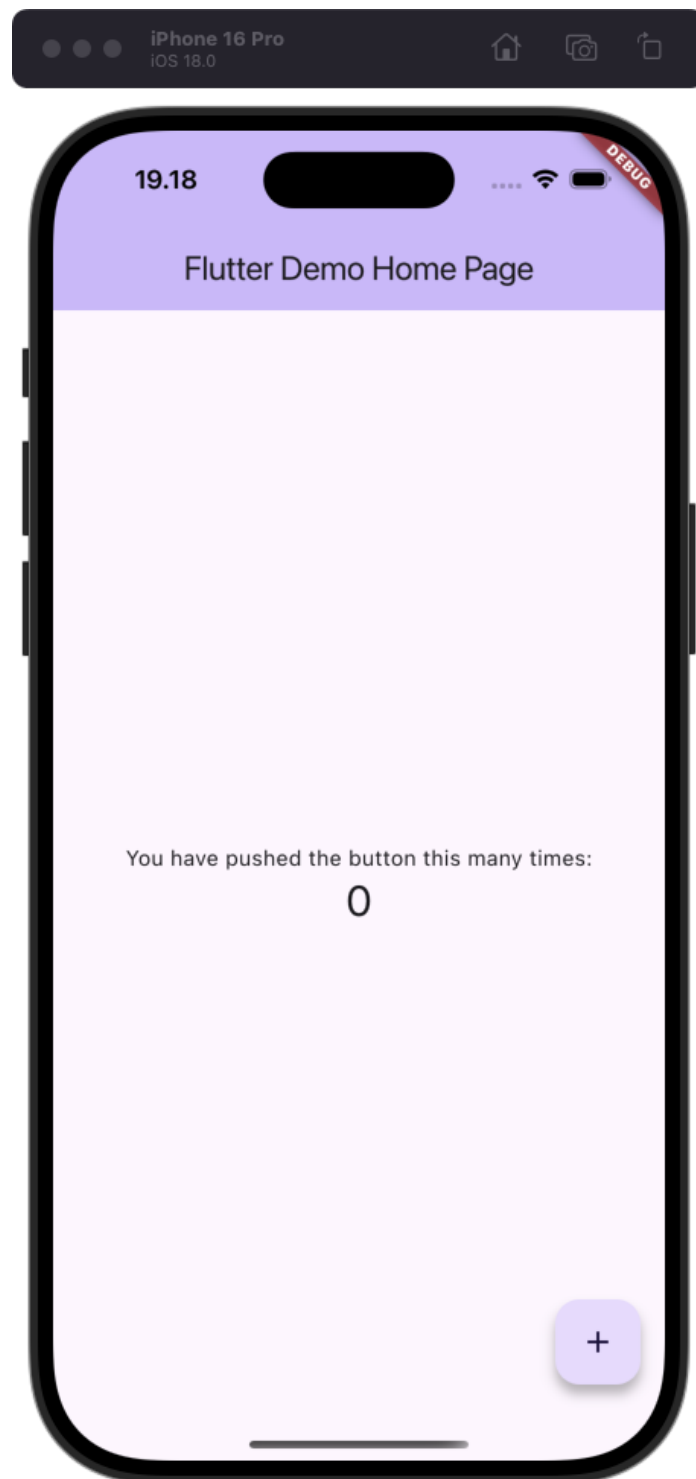 iPhone 16 Pro
iOS 18.0
19.18
DEBUG
Flutter Demo Home Page
You have pushed the button this many times:
0
+